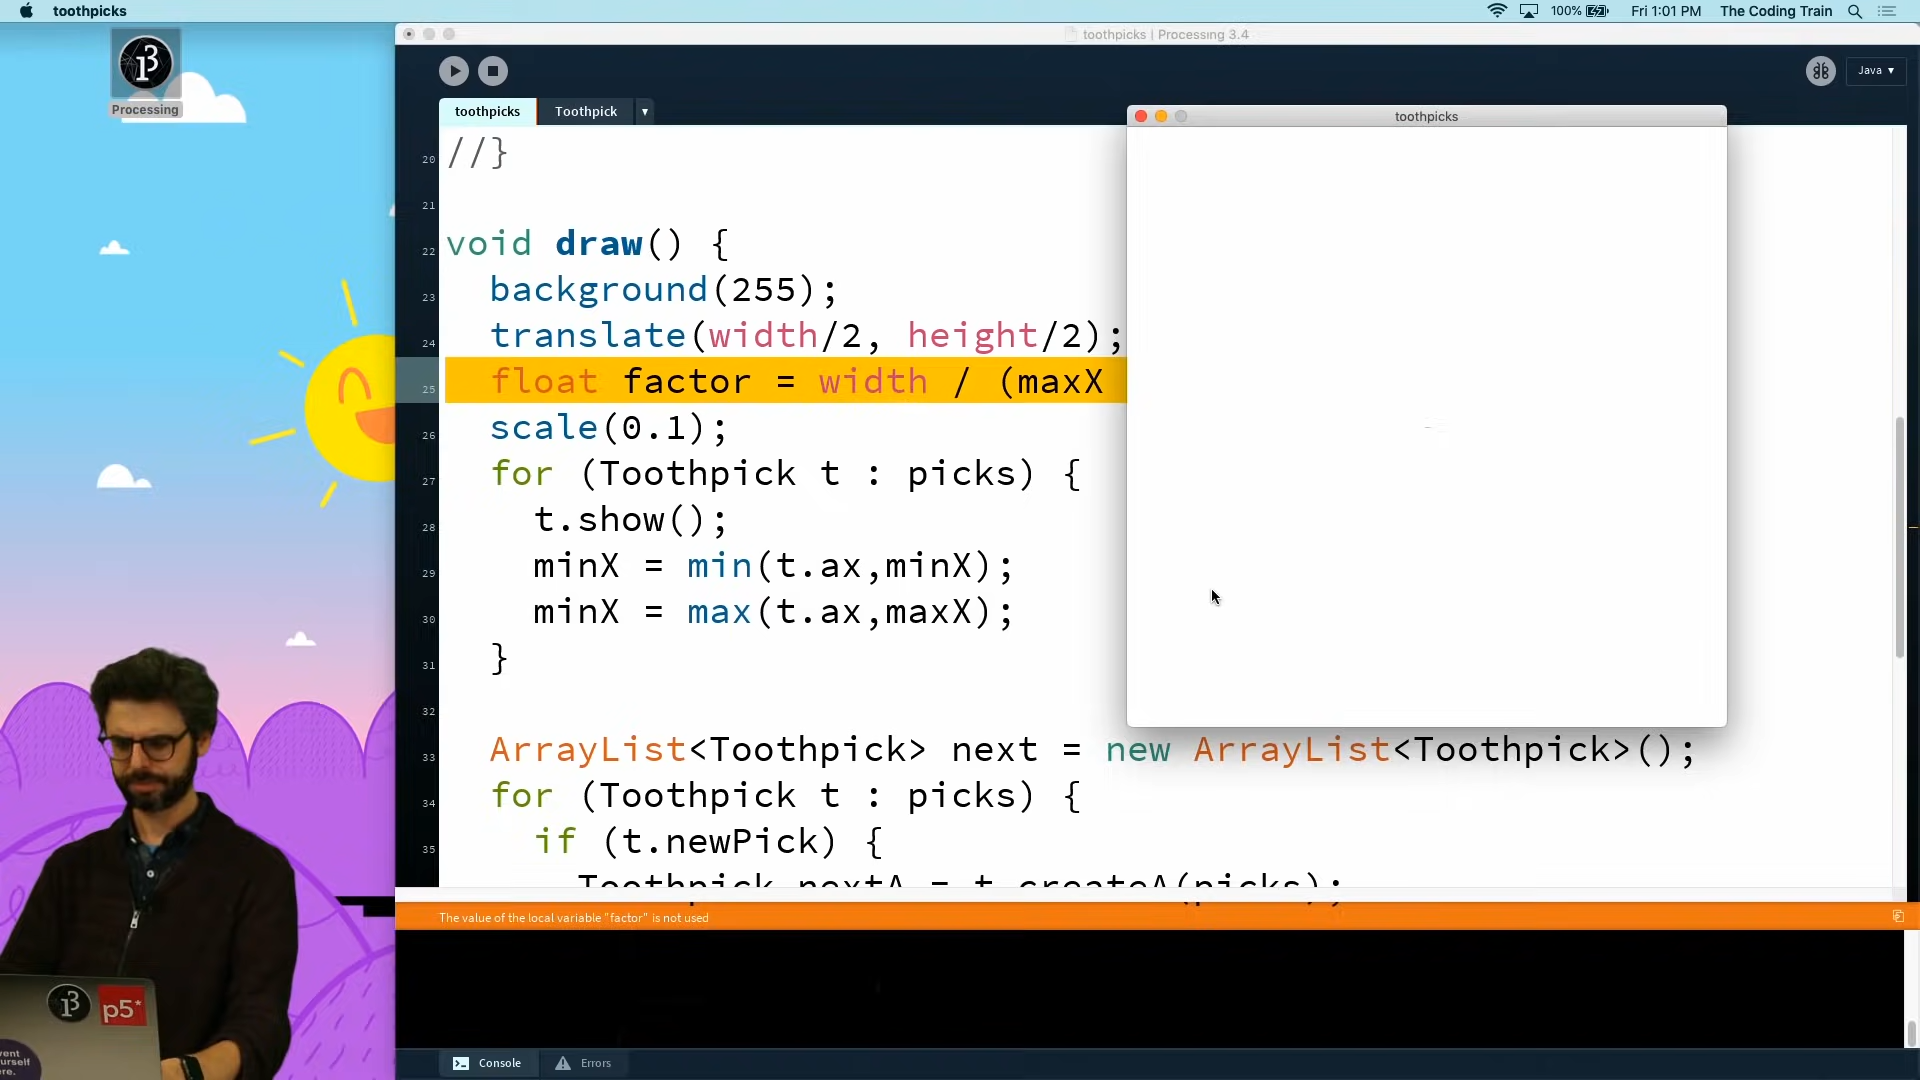 toothpicks
100%
Fri 1:01 PM The Coding Train
toothpicks | Processing 3.4
Processing
Java
toothpicks Toothpick
toothpicks
20 //}
21
22 void draw() {
23 background(255);
24 translate(width/2, height/2);
25 float factor = width / (maxX
26 scale(0.1);
27 for (Toothpick t : picks) {
28 t.show();
29 minX = min(t.ax,minX);
30 minX = max(t.ax,maxX);
31 }
32
33 ArrayList<Toothpick> next = new ArrayList<Toothpick>();
34 for (Toothpick t : picks) {
35 if (t.newPick) {
Toothpick nextA = t.createA(picks);
The value of the local variable "factor" is not used
p5*
Console Errors